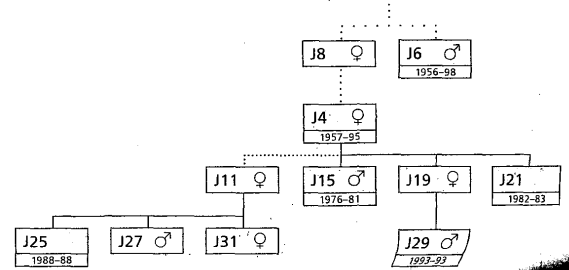 J8 ♀ J6 ♂
1956–98
J4 ♀
1957–95
J11 ♀ J15 ♂ J19 ♀ J21
1976–81 1982–83
J25 J27 ♂ J31 ♀ J29 ♂
1988–88 1993–93